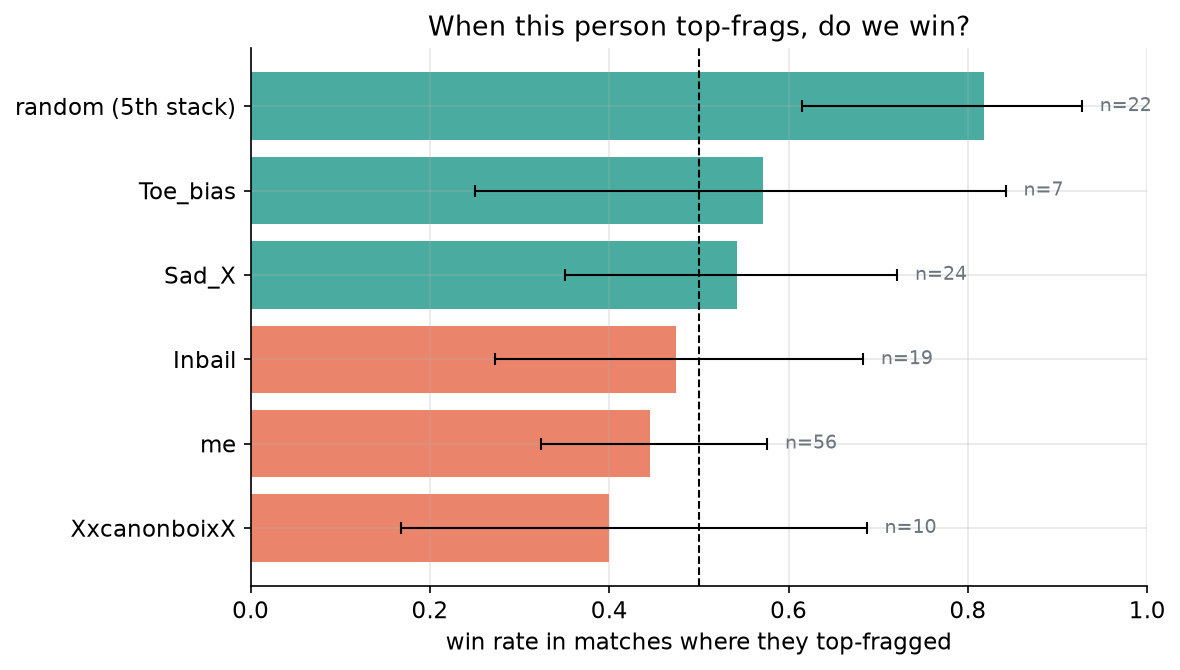 When this person top-frags, do we win?
random (5th stack)
n=22
Toe_bias
n=7
Sad_X
n=24
Inbail
n=19
me
n=56
XxcanonboixX
n=10
0.0 0.2 0.4 0.6 0.8 1.0
win rate in matches where they top-fragged